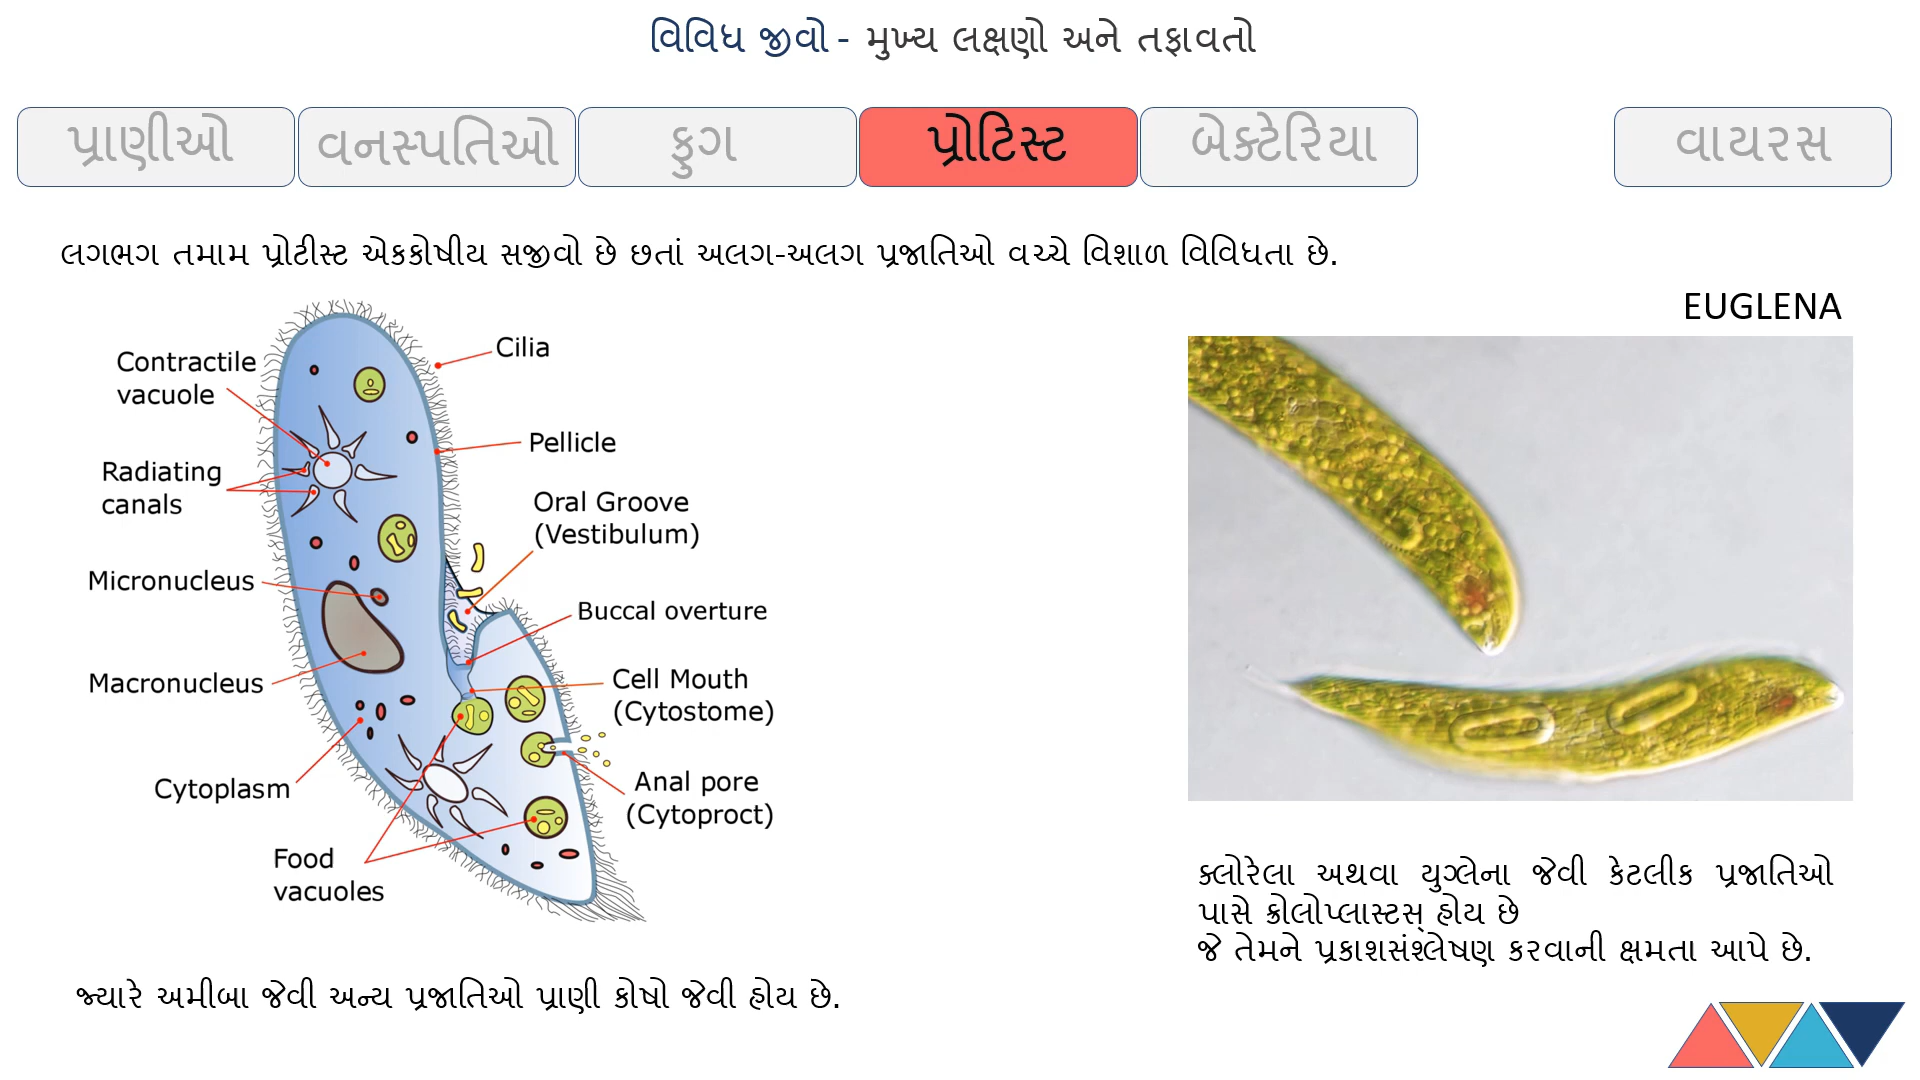 વિવિધ જીવો - મુખ્ય લક્ષણો અને તફાવતો
પ્રાણીઓ
વનસ્પતિઓ
ફુગ
પ્રોટિસ્ટ
બેક્ટેરિયા
વાયરસ
લગભગ તમામ પ્રોટીસ્ટ એકકોષીય સજીવો છે છતાં અલગ-અલગ પ્રજાતિઓ વચ્ચે વિશાળ વિવિધતા છે.
EUGLENA
Contractile
vacuole
Cilia
Pellicle
Radiating
canals
Oral Groove
(Vestibulum)
Micronucleus
Buccal overture
Macronucleus
Cell Mouth
(Cytostome)
Cytoplasm
Anal pore
(Cytoproct)
Food
vacuoles
ક્લોરેલા અથવા યુગ્લેના જેવી કેટલીક પ્રજાતિઓ
પાસે ક્રોલોપ્લાસ્ટસ્ હોય છે
જે તેમને પ્રકાશસંશ્લેષણ કરવાની ક્ષમતા આપે છે.
જ્યારે અમીબા જેવી અન્ય પ્રજાતિઓ પ્રાણી કોષો જેવી હોય છે.